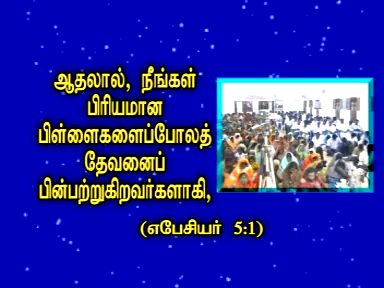 ஆதலால், நீங்கள்
பிரியமான
பிள்ளைகளைப்போலத்
தேவனைப்
பின்பற்றுகிறவர்களாகி,
(எபேசியர் 5:1)